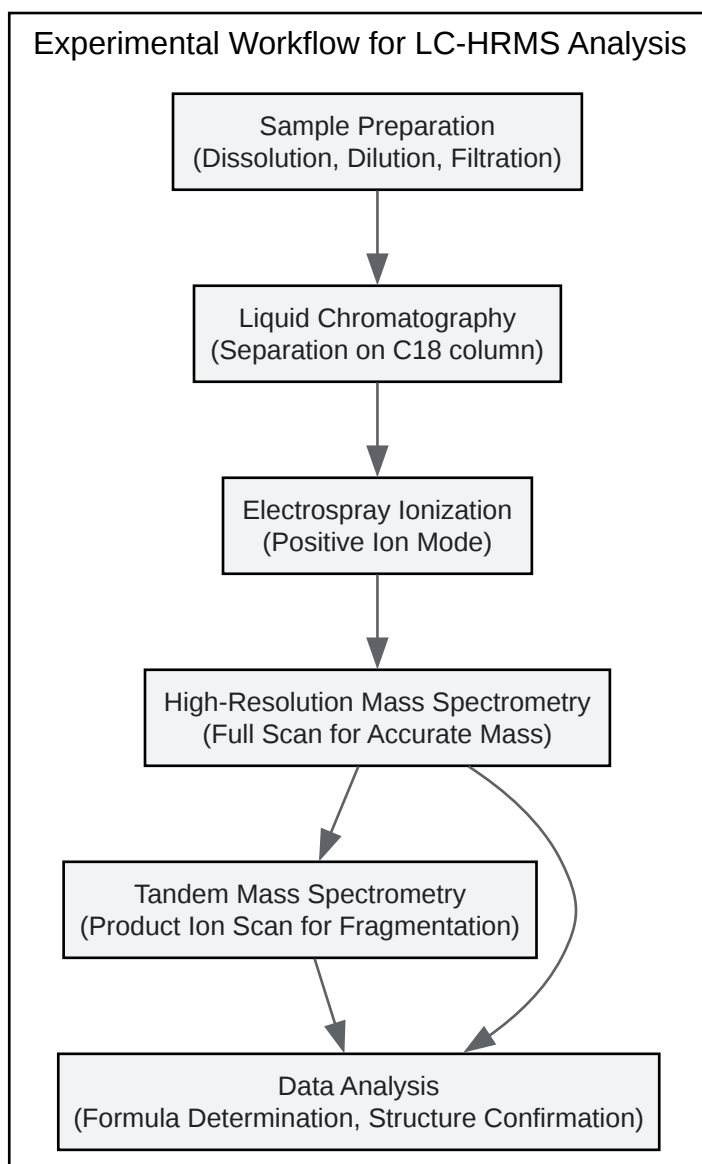 Experimental Workflow for LC-HRMS Analysis
Sample Preparation
(Dissolution, Dilution, Filtration)
Liquid Chromatography
(Separation on C18 column)
Electrospray Ionization
(Positive Ion Mode)
High-Resolution Mass Spectrometry
(Full Scan for Accurate Mass)
Tandem Mass Spectrometry
(Product Ion Scan for Fragmentation)
Data Analysis
(Formula Determination, Structure Confirmation)